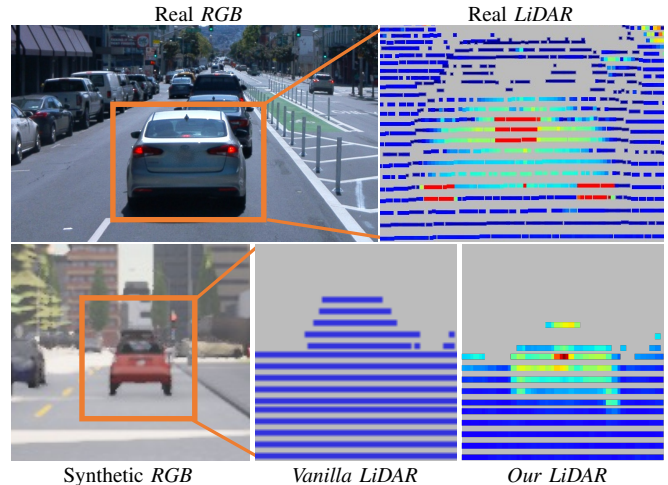 Real RGB
Real LiDAR
Synthetic RGB
Vanilla LiDAR
Our LiDAR